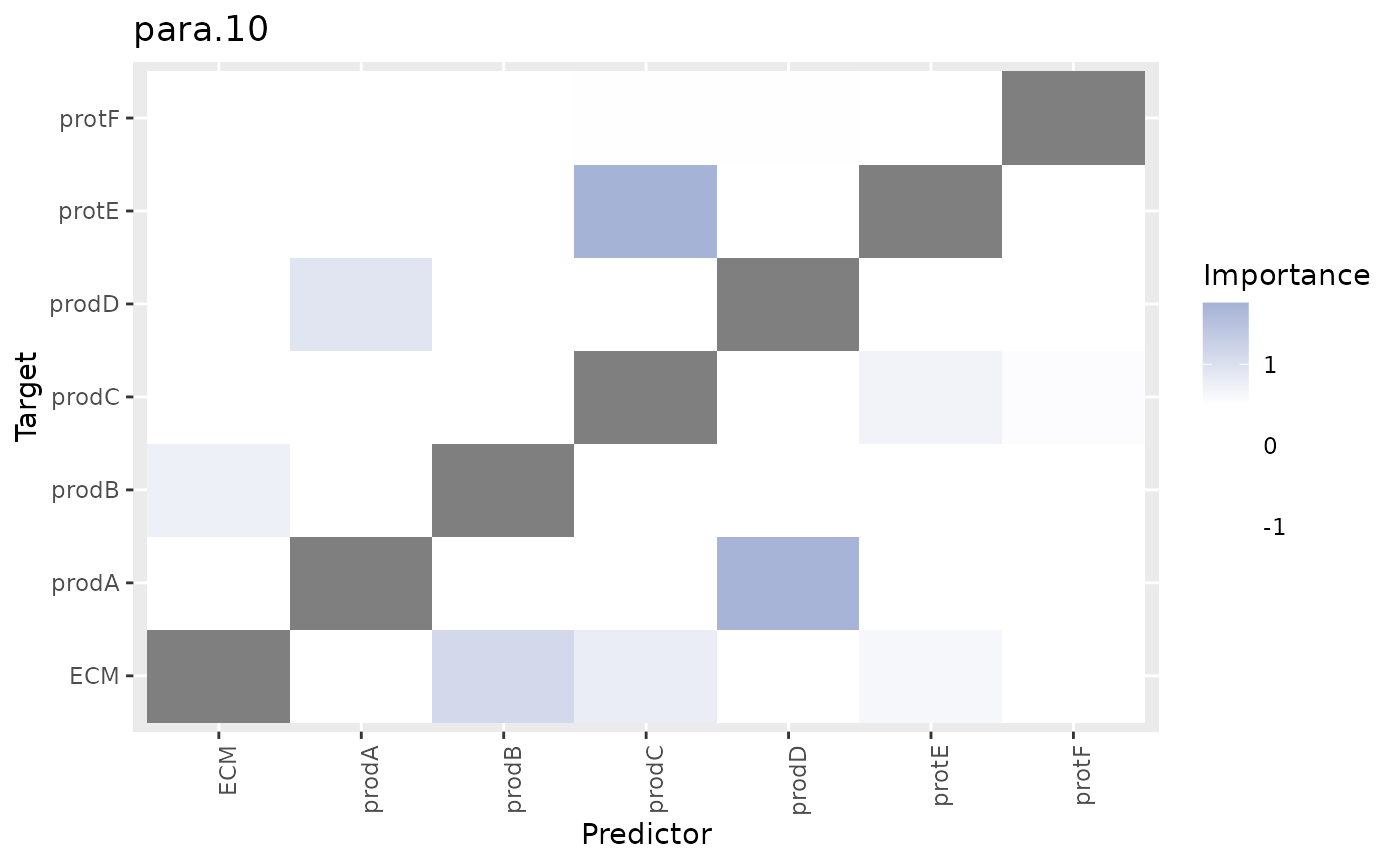 para.10
protF
protE
prodD
prodC
prodB
prodA
ECM
Target
ECM
prodA
prodB
prodC
prodD
protE
protF
Predictor
Importance
1
0
-1